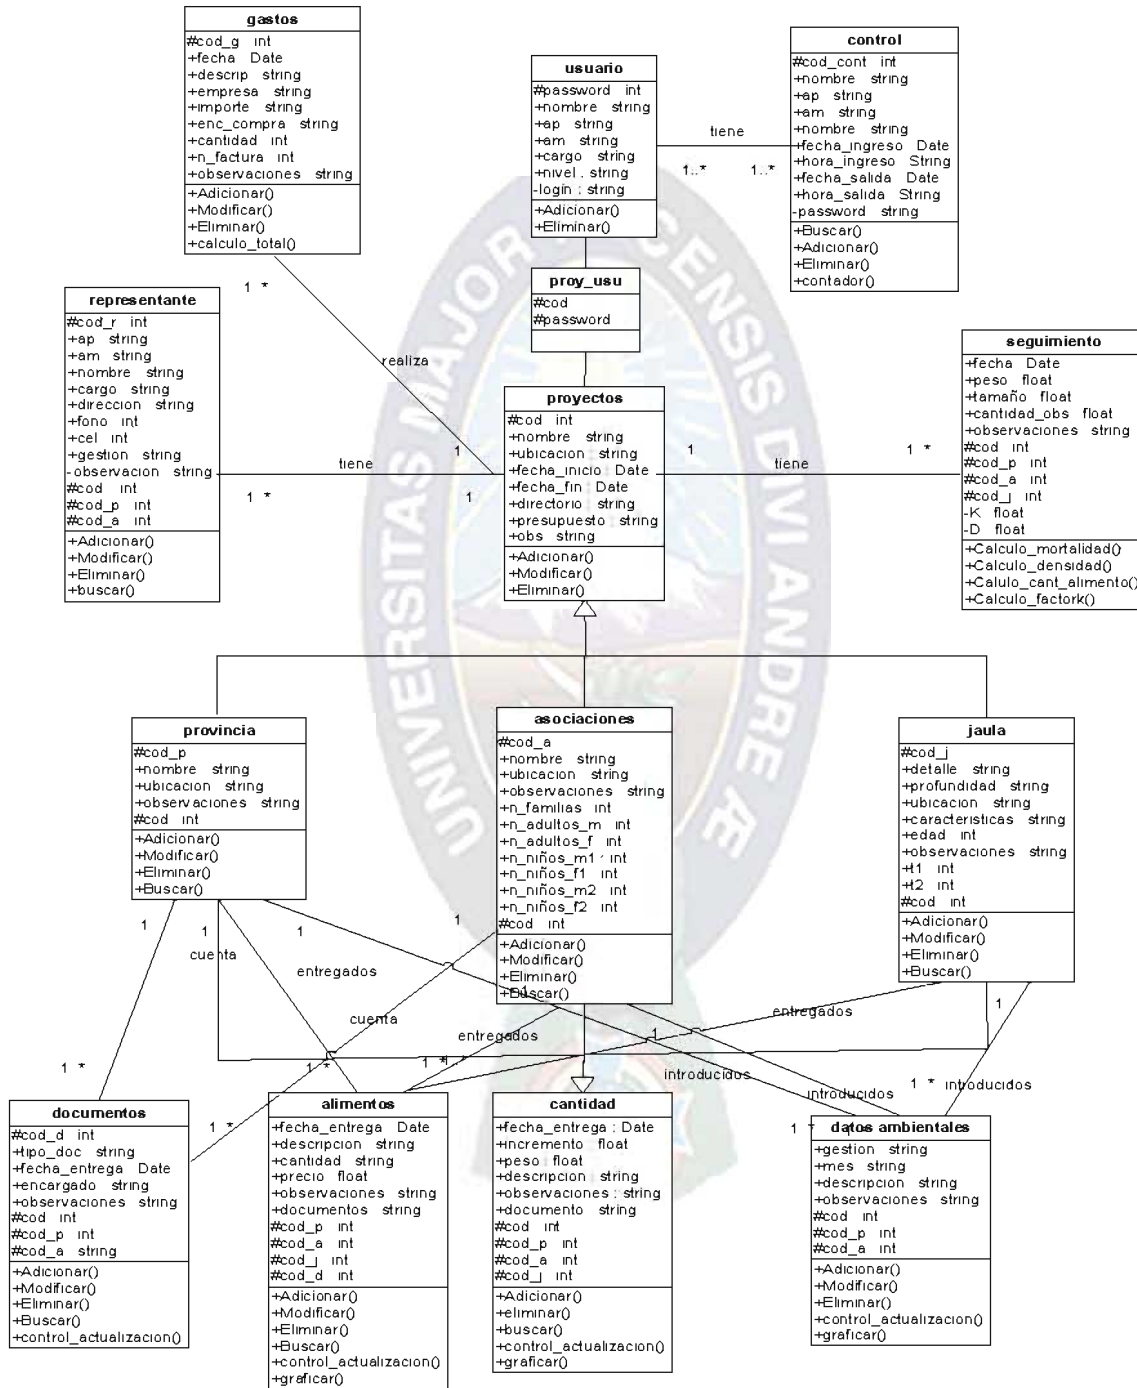 gastos
#cod_g int
+fecha Date
+descrip string
+empresa string
+importe string
+enc_compra string
+cantidad int
+n_factura int
+observaciones string
+Adicionar()
+Modificar()
+Eliminar()
+calculo_total()
usuario
#password int
+nombre string
+ap string
+am string
+cargo string
+nivel . string
-login : string
+Adicionar()
+Eliminar()
tiene
1..*
1..*
control
#cod_cont int
+nombre string
+ap string
+am string
+nombre string
+fecha_ingreso Date
+hora_ingreso String
+fecha_salida Date
+hora_salida String
-password string
+Buscar()
+Adicionar()
+Eliminar()
+contador()
proy_usu
#cod
#password
1 *
realiza
1
representante
#cod_r int
+ap string
+am string
+nombre string
+cargo string
+direccion string
+fono int
+cel int
+gestion string
-observacion string
#cod int
#cod_p int
#cod_a int
+Adicionar()
+Modificar()
+Eliminar()
+buscar()
tiene
1 *
1
proyectos
#cod int
+nombre string
+ubicacion string
+fecha_inicio Date
+fecha_fin Date
+directorio string
+presupuesto string
+obs string
+Adicionar()
+Modificar()
+Eliminar()
1
tiene
1 *
seguimiento
+fecha Date
+peso float
+tamaño float
+cantidad_obs float
+observaciones string
#cod int
#cod_p int
#cod_a int
#cod_j int
-K float
-D float
+Calculo_mortalidad()
+Calculo_densidad()
+Calulo_cant_alimento()
+Calculo_factork()
UNIVERSITAS MAJOR PACENSIS DIVI ANDRE Æ
provincia
#cod_p
+nombre string
+ubicacion string
+observaciones string
#cod int
+Adicionar()
+Modificar()
+Eliminar()
+Buscar()
asociaciones
#cod_a
+nombre string
+ubicacion string
+observaciones string
+n_familias int
+n_adultos_m int
+n_adultos_f int
+n_niños_m1 int
+n_niños_f1 int
+n_niños_m2 int
+n_niños_f2 int
#cod int
+Adicionar()
+Modificar()
+Eliminar()
+Buscar()
jaula
#cod_j
+detalle string
+profundidad string
+ubicacion string
+caracteristicas string
+edad int
+observaciones string
+t1 int
+t2 int
#cod int
+Adicionar()
+Modificar()
+Eliminar()
+Buscar()
1
1
1
1
cuenta
entregados
1
cuenta
entregados
1
entregados
1
1 *
1 *
1 *
introducidos
1 *
introducidos
introducidos
1 *
1 *
documentos
#cod_d int
+tipo_doc string
+fecha_entrega Date
+encargado string
+observaciones string
#cod int
#cod_p int
#cod_a string
+Adicionar()
+Modificar()
+Eliminar()
+Buscar()
+control_actualizacion()
alimentos
+fecha_entrega Date
+descripcion string
+cantidad string
+precio float
+observaciones string
+documentos string
#cod_p int
#cod_a int
#cod_j int
#cod_d int
+Adicionar()
+Modificar()
+Eliminar()
+Buscar()
+control_actualizacion()
+graficar()
cantidad
+fecha_entrega : Date
+incremento float
+peso float
+descripcion string
+observaciones : string
+documento string
#cod int
#cod_p int
#cod_a int
#cod_j int
+Adicionar()
+eliminar()
+buscar()
+control_actualizacion()
+graficar()
datos ambientales
+gestion string
+mes string
+descripcion string
+observaciones string
#cod int
#cod_p int
#cod_a int
+Adicionar()
+Modificar()
+Eliminar()
+control_actualizacion()
+graficar()